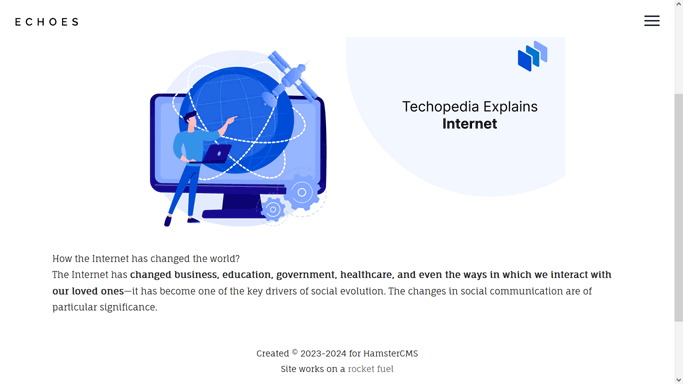 ECHOES
Techopedia Explains
Internet
How the Internet has changed the world?
The Internet has changed business, education, government, healthcare, and even the ways in which we interact with
our loved ones—it has become one of the key drivers of social evolution. The changes in social communication are of
particular significance.
Created © 2023-2024 for HamsterCMS
Site works on a rocket fuel